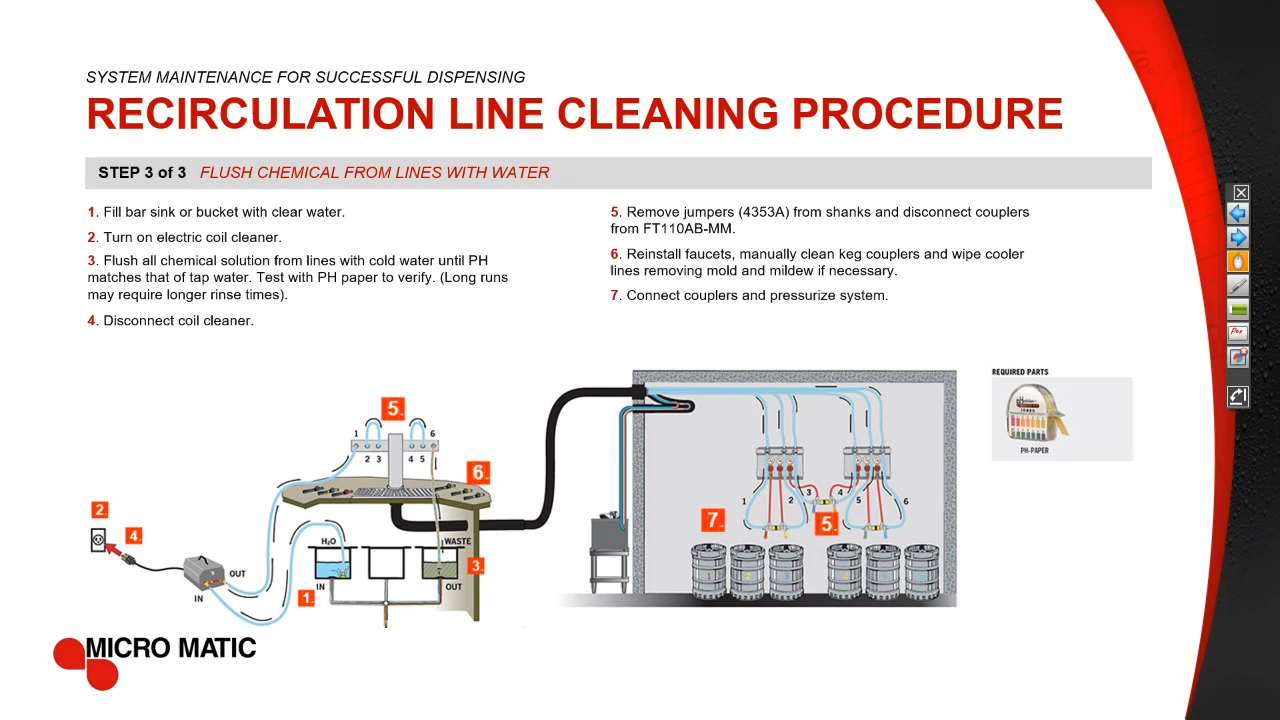 SYSTEM MAINTENANCE FOR SUCCESSFUL DISPENSING
RECIRCULATION LINE CLEANING PROCEDURE
STEP 3 of 3 FLUSH CHEMICAL FROM LINES WITH WATER
1. Fill bar sink or bucket with clear water.
2. Turn on electric coil cleaner.
3. Flush all chemical solution from lines with cold water until PH
matches that of tap water. Test with PH paper to verify. (Long runs
may require longer rinse times).
4. Disconnect coil cleaner.
5. Remove jumpers (4353A) from shanks and disconnect couplers
from FT110AB-MM.
6. Reinstall faucets, manually clean keg couplers and wipe cooler
lines removing mold and mildew if necessary.
7. Connect couplers and pressurize system.
REQUIRED PARTS
PH-PAPER
5.
1 6
2 3 4 5
6.
2.
4.
H₂O
WASTE
3.
OUT
IN
IN
OUT
1.
1 2 3 4 5 6
7.
5.
1 2 3 4 5 6
MICRO MATIC
Pen